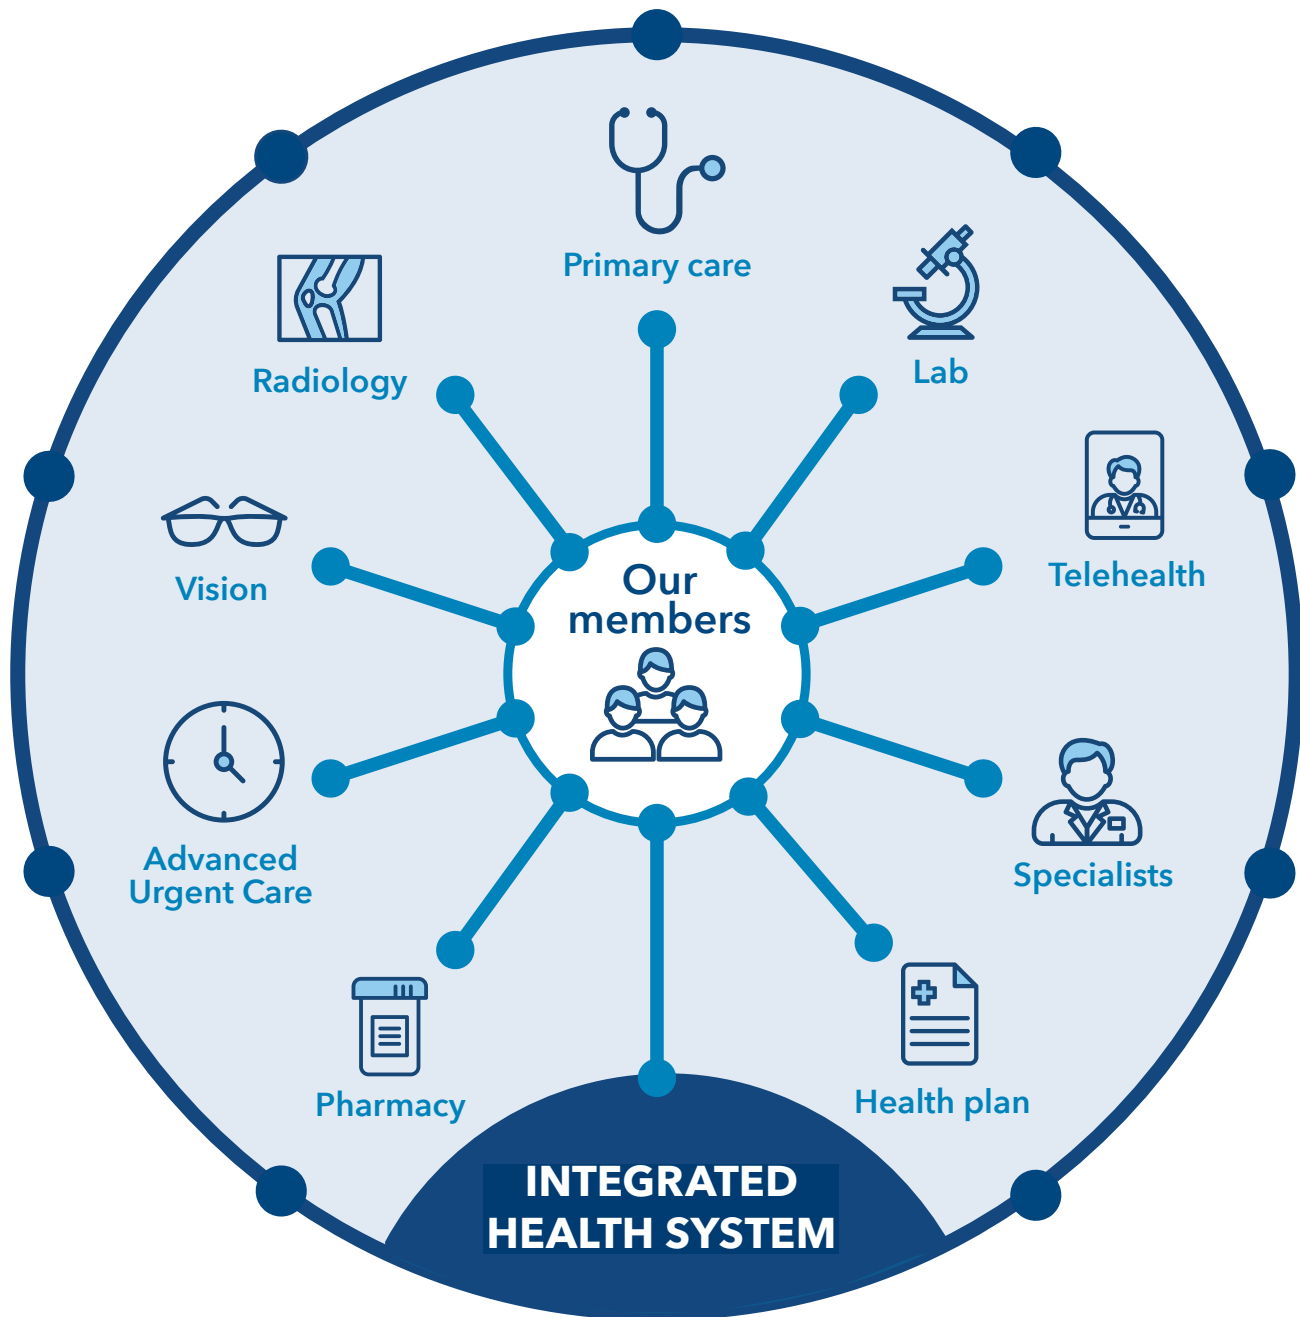 Primary care
Radiology
Lab
Telehealth
Vision
Our
members
Advanced
Urgent Care
Specialists
Pharmacy
Health plan
INTEGRATED
HEALTH SYSTEM